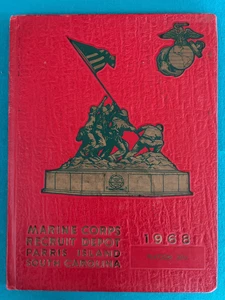 MARINE CORPS
RECRUIT DEPOT
PARRIS ISLAND
SOUTH CAROLINA
1968